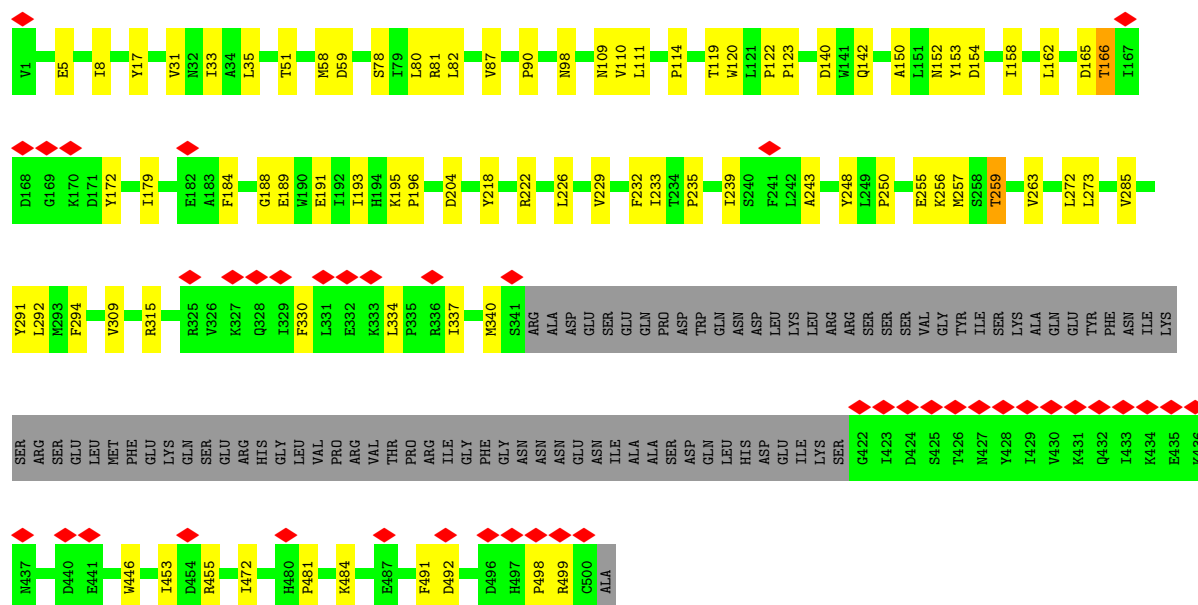 V1 E5 I8 Y17 V31 N32 I33 A34 L35 T51 M58 D59 S78 I79 L80 R81 L82 V87 P90 N98 N109 V110 L111 P114 T119 W120 L121 P122 P123 D140 W141 Q142 A150 L151 N152 Y153 D154 I158 L162 D165 T166 I167
D168 G169 K170 D171 Y172 I179 E182 A183 F184 G188 E189 W190 E191 I192 I193 H194 K195 P196 D204 Y218 R222 L226 V229 F232 I233 T234 P235 I239 S240 F241 L242 A243 Y248 L249 P250 E255 K256 M257 S258 T259 V263 L272 L273 V285
Y291 L292 M293 F294 V309 R315 R325 V326 K327 Q328 I329 F330 L331 E332 K333 L334 P335 R336 I337 M340 S341 ARG ALA ASP GLU SER GLU GLN PRO ASP TRP GLN ASN ASP LEU LYS LEU ARG ARG SER SER SER VAL GLY TYR ILE SER LYS ALA GLN GLU TYR PHE ASN ILE LYS
SER ARG SER GLU LEU MET PHE GLU LYS GLN SER GLU ARG HIS GLY LEU VAL PRO ARG VAL THR PRO ARG ILE GLY PHE GLY ASN ASN ASN GLU ASN ILE ALA ALA SER ASP GLN LEU HIS ASP GLU ILE LYS SER G422 I423 D424 S425 T426 N427 Y428 I429 V430 K431 Q432 I433 K434 E435 K436
N437 D440 E441 W446 I453 D454 R455 I472 H480 P481 K484 E487 F491 D492 D496 H497 P498 R499 C500 ALA